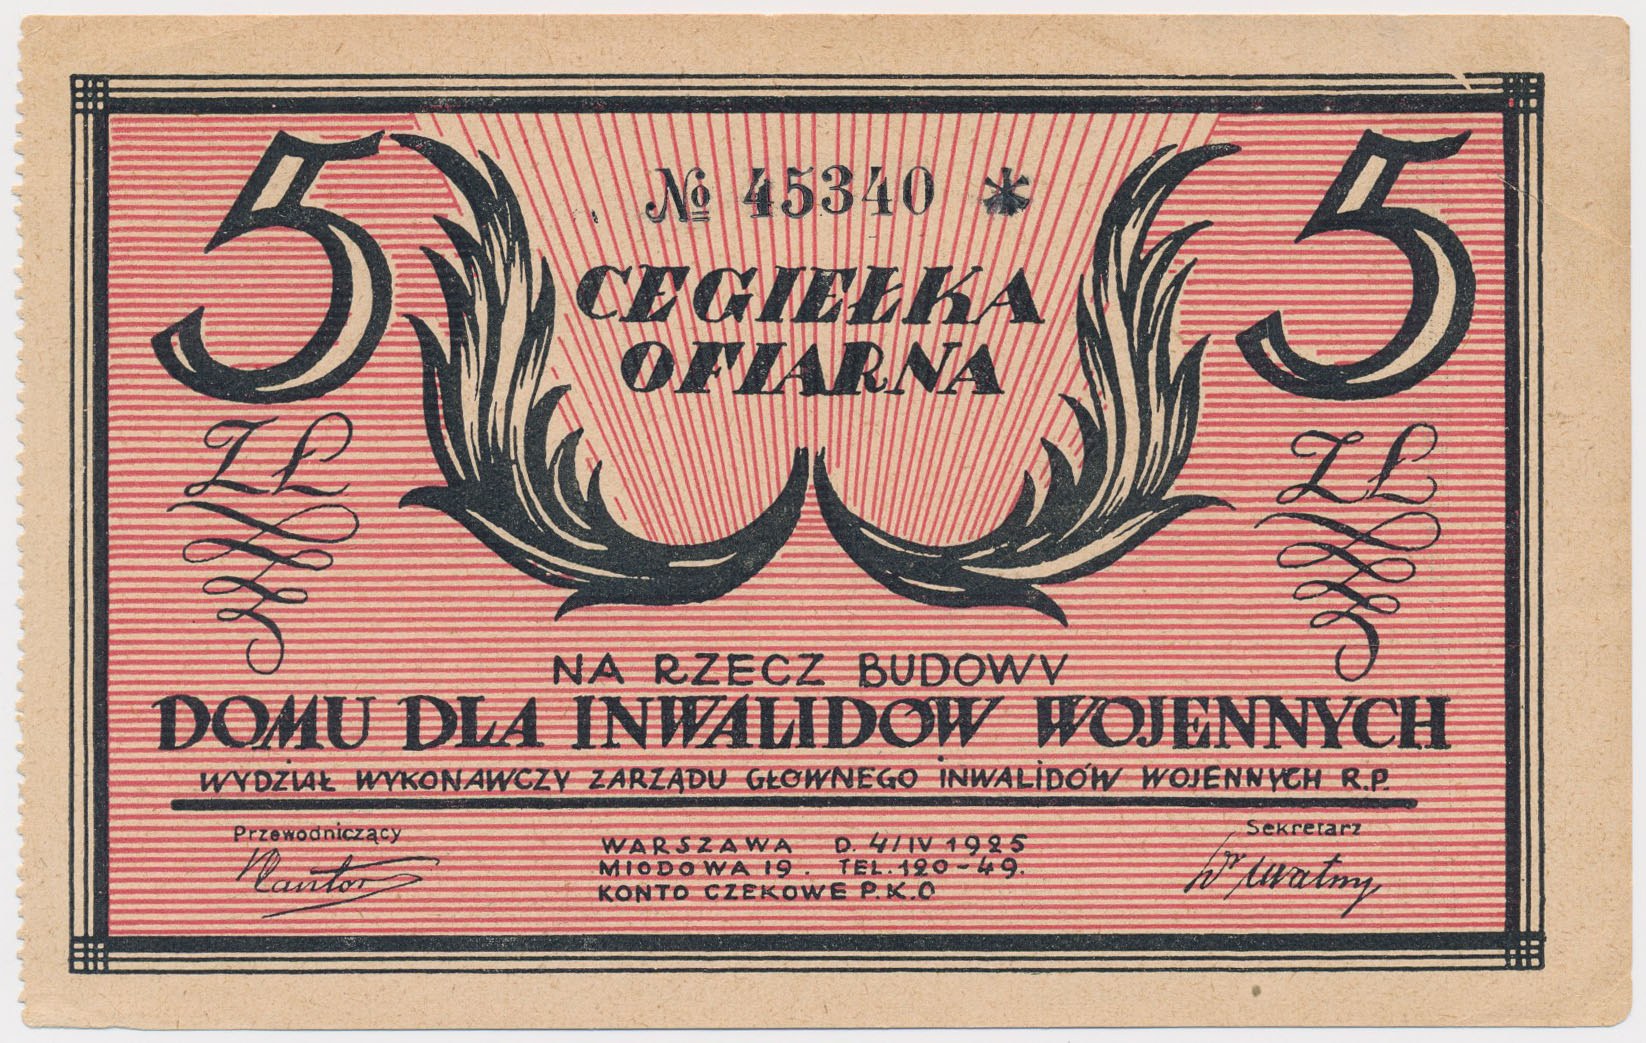 5
№ 45340 *
5
CEGIEŁKA
OFIARNA
ZŁ
ZŁ
NA RZECZ BUDOWY
DOMU DLA INWALIDÓW WOJENNYCH
WYDZIAŁ WYKONAWCZY ZARZĄDU GŁÓWNEGO INWALIDÓW WOJENNYCH R.P.
Przewodniczący
Sekretarz
WARSZAWA D. 4/IV 1925
MIODOWA 19. TEL. 120-49.
KONTO CZEKOWE P.K.O